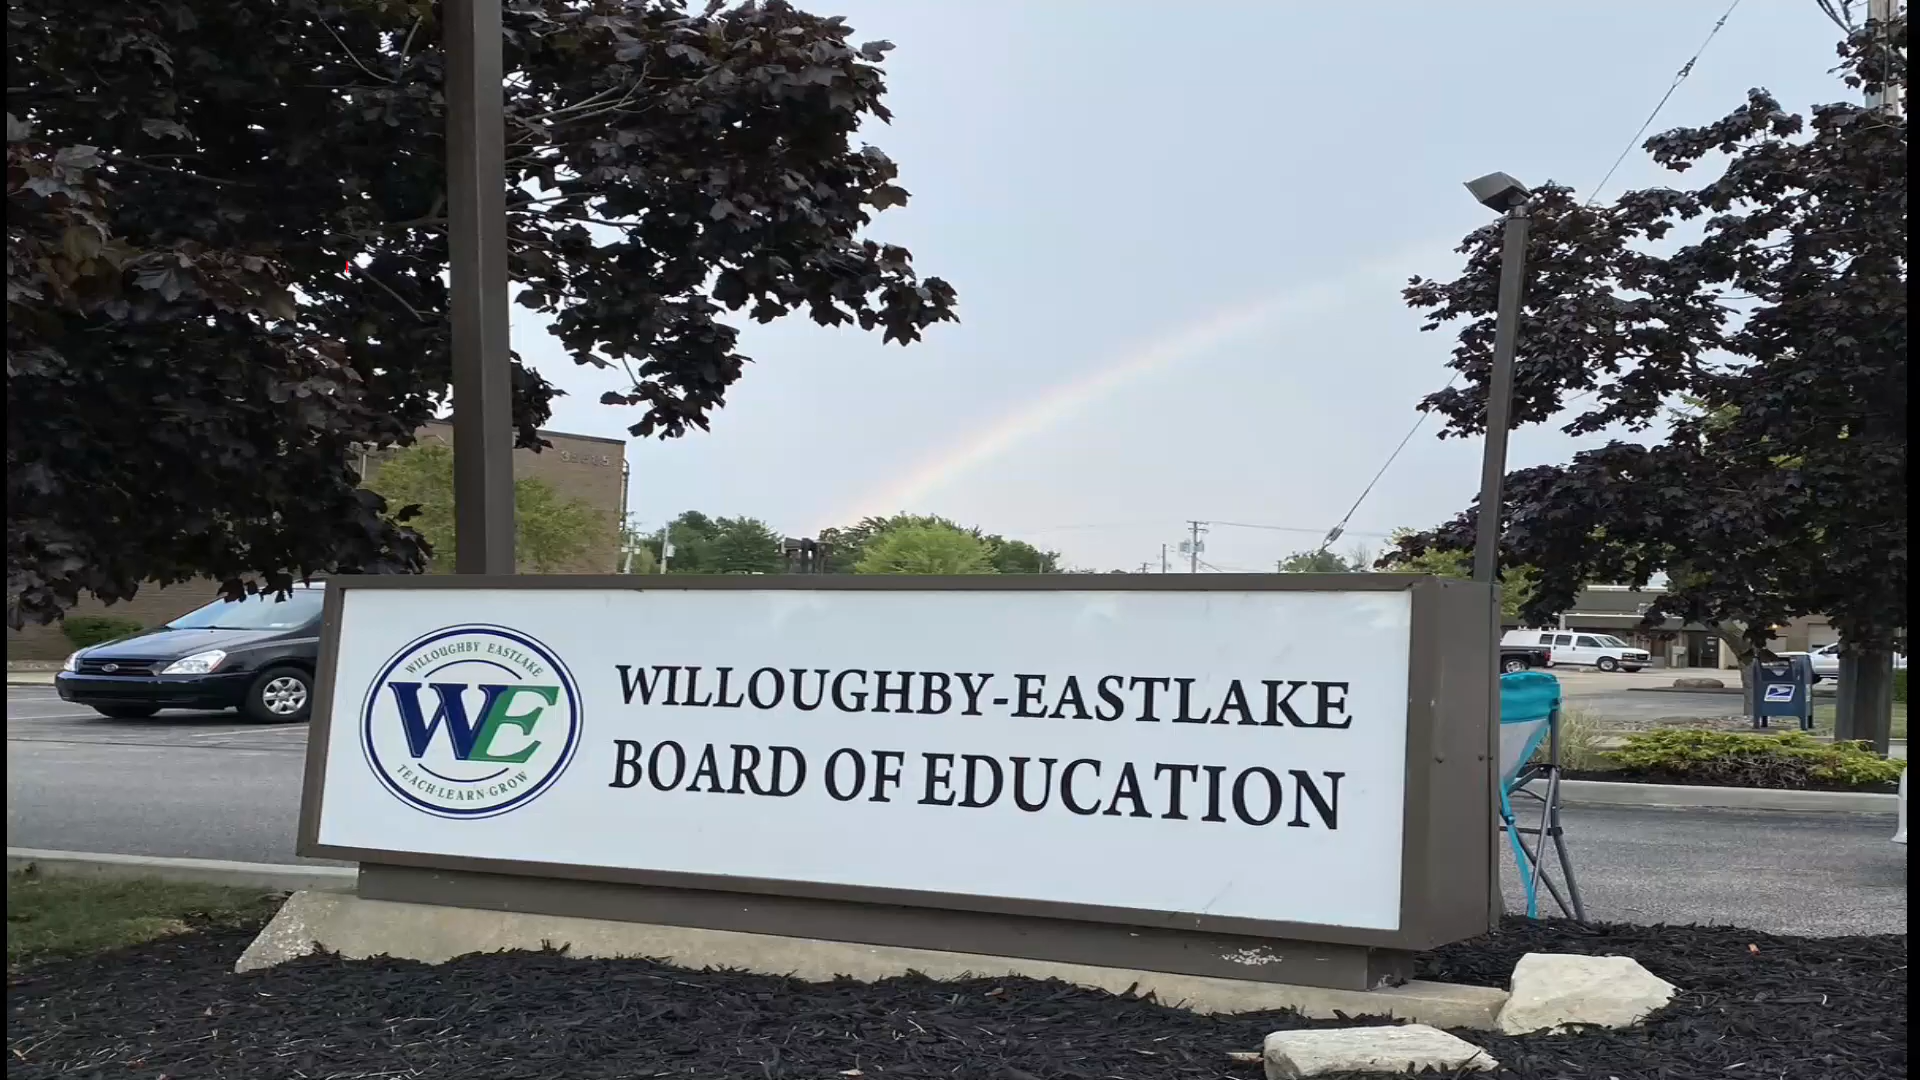 WILLOUGHBY EASTLAKE
WE
TEACH·LEARN·GROW
WILLOUGHBY-EASTLAKE
BOARD OF EDUCATION